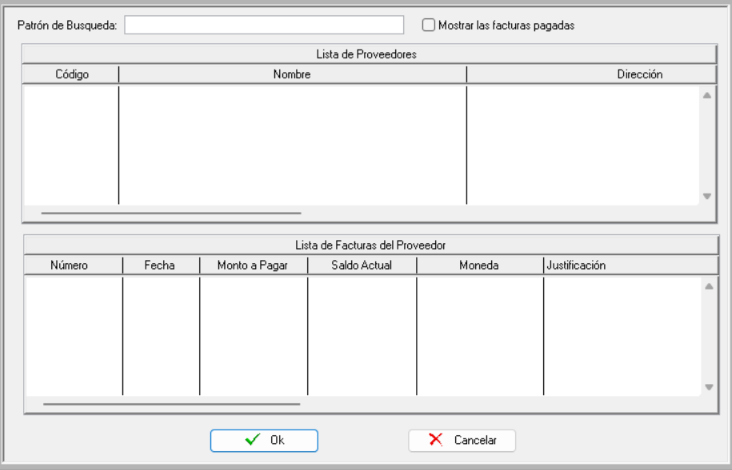 Patrón de Busqueda: Mostrar las facturas pagadas
Lista de Proveedores
Código Nombre Dirección
Lista de Facturas del Proveedor
Número Fecha Monto a Pagar Saldo Actual Moneda Justificación
Ok Cancelar